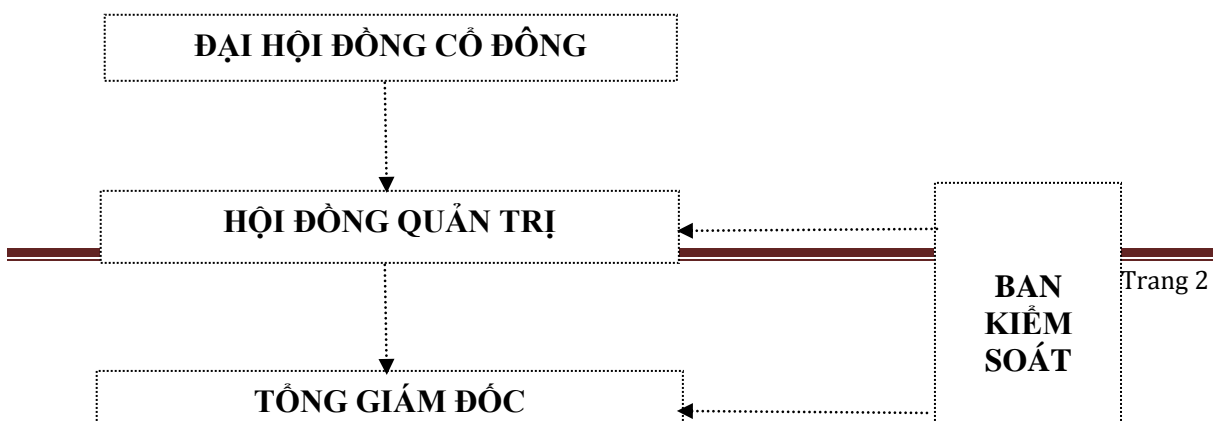 ĐẠI HỘI ĐỒNG CỔ ĐÔNG
HỘI ĐỒNG QUẢN TRỊ
BAN
KIỂM
SOÁT
Trang 2
TỔNG GIÁM ĐỐC